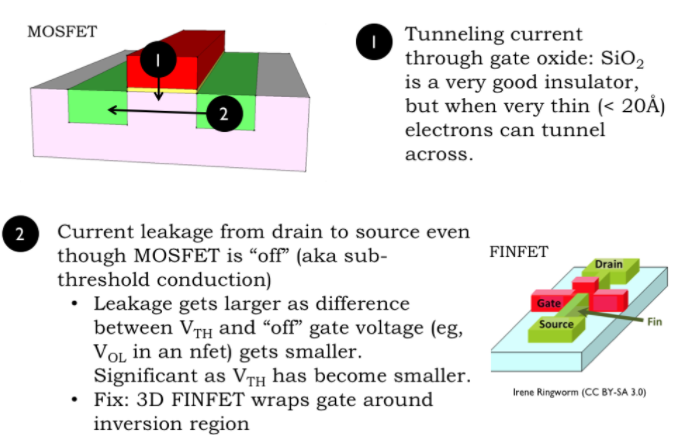 MOSFET
1
2
1
Tunneling current
through gate oxide: SiO₂
is a very good insulator,
but when very thin (< 20Å)
electrons can tunnel
across.
2
Current leakage from drain to source even
though MOSFET is “off” (aka sub-
threshold conduction)
• Leakage gets larger as difference
between V_TH and “off” gate voltage (eg,
V_OL in an nfet) gets smaller.
Significant as V_TH has become smaller.
• Fix: 3D FINFET wraps gate around
inversion region
FINFET
Drain
Gate
Source
Fin
Irene Ringworm (CC BY-SA 3.0)